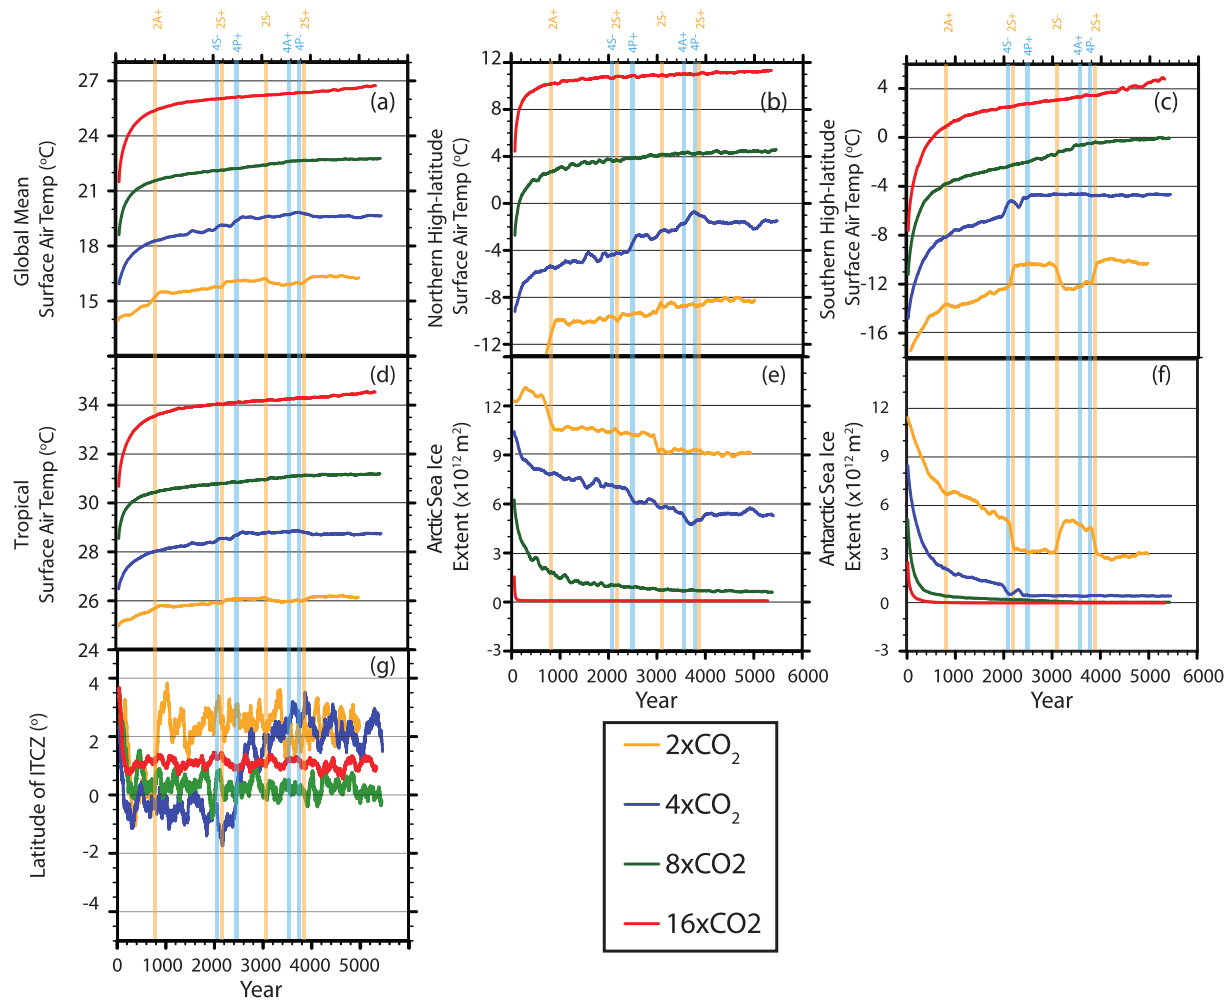 2A+ 4S- 2S+ 4P+ 2S- 4A+ 4P- 2S+
2A+ 4S- 2S+ 4P+ 2S- 4A+ 4P- 2S+
2A+ 4S- 2S+ 4P+ 2S- 4A+ 4P- 2S+
Global Mean
Surface Air Temp (°C)
27
24
21
18
15
(a)
Northern High-latitude
Surface Air Temp (°C)
12
8
4
0
-4
-8
-12
(b)
Southern High-latitude
Surface Air Temp (°C)
4
0
-4
-8
-12
-16
(c)
Tropical
Surface Air Temp (°C)
34
32
30
28
26
24
(d)
Arctic Sea Ice
Extent (x10¹² m²)
12
9
6
3
0
-3
(e)
0 1000 2000 3000 4000 5000 6000
Year
Antarctic Sea Ice
Extent (x10¹² m²)
12
9
6
3
0
-3
(f)
0 1000 2000 3000 4000 5000 6000
Year
Latitude of ITCZ (°)
4
2
0
-2
-4
(g)
0 1000 2000 3000 4000 5000
Year
2xCO₂
4xCO₂
8xCO2
16xCO2